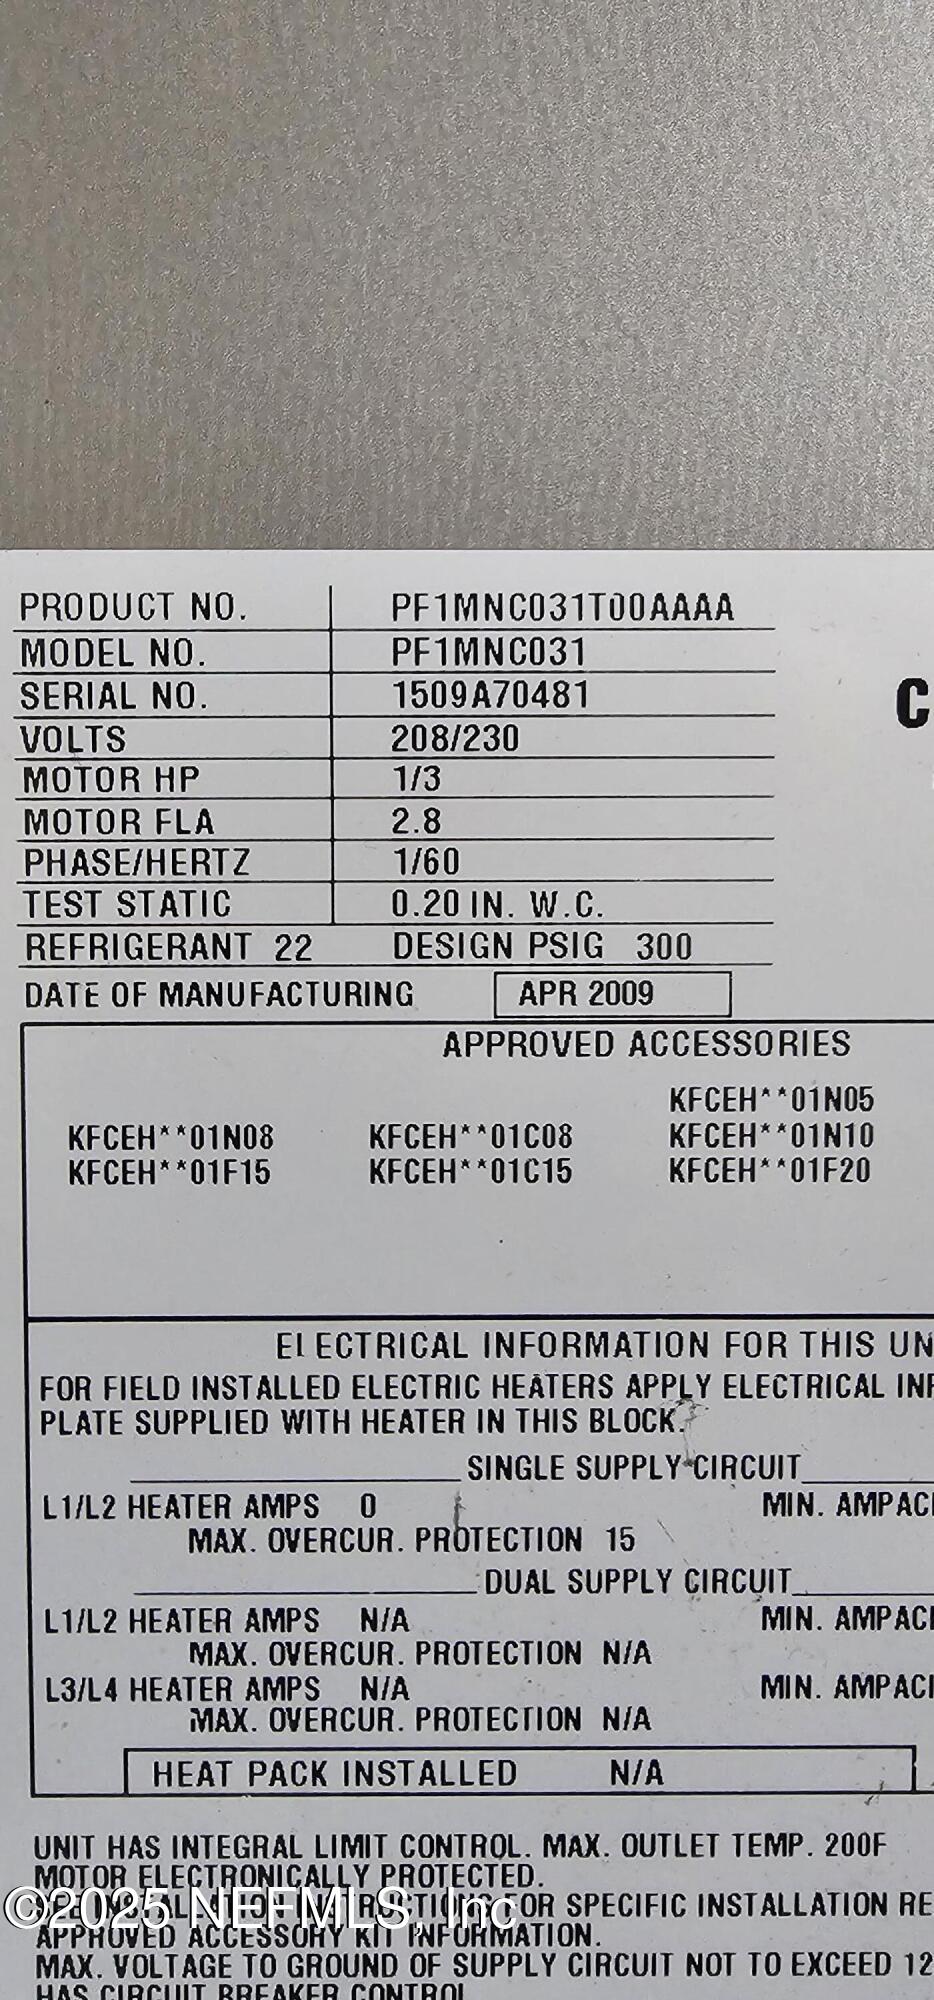 PRODUCT NO. PF1MNC031T00AAAA
MODEL NO. PF1MNC031
C
SERIAL NO. 1509A70481
VOLTS 208/230
MOTOR HP 1/3
MOTOR FLA 2.8
PHASE/HERTZ 1/60
TEST STATIC 0.20 IN. W.C.
REFRIGERANT 22 DESIGN PSIG 300
DATE OF MANUFACTURING APR 2009
APPROVED ACCESSORIES
KFCEH**01N05
KFCEH**01N08 KFCEH**01C08 KFCEH**01N10
KFCEH**01F15 KFCEH**01C15 KFCEH**01F20
ELECTRICAL INFORMATION FOR THIS UN
FOR FIELD INSTALLED ELECTRIC HEATERS APPLY ELECTRICAL INF
PLATE SUPPLIED WITH HEATER IN THIS BLOCK.
SINGLE SUPPLY CIRCUIT
L1/L2 HEATER AMPS 0 MIN. AMPACI
MAX. OVERCUR. PROTECTION 15
DUAL SUPPLY CIRCUIT
L1/L2 HEATER AMPS N/A MIN. AMPACI
MAX. OVERCUR. PROTECTION N/A
L3/L4 HEATER AMPS N/A MIN. AMPACI
MAX. OVERCUR. PROTECTION N/A
HEAT PACK INSTALLED N/A
UNIT HAS INTEGRAL LIMIT CONTROL. MAX. OUTLET TEMP. 200F
MOTOR ELECTRONICALLY PROTECTED.
FOR SPECIFIC INSTALLATION RE
©2025 NEFMLS, Inc
APPROVED ACCESSORY KIT INFORMATION.
MAX. VOLTAGE TO GROUND OF SUPPLY CIRCUIT NOT TO EXCEED 12
HAS CIRCUIT BREAKER CONTROL